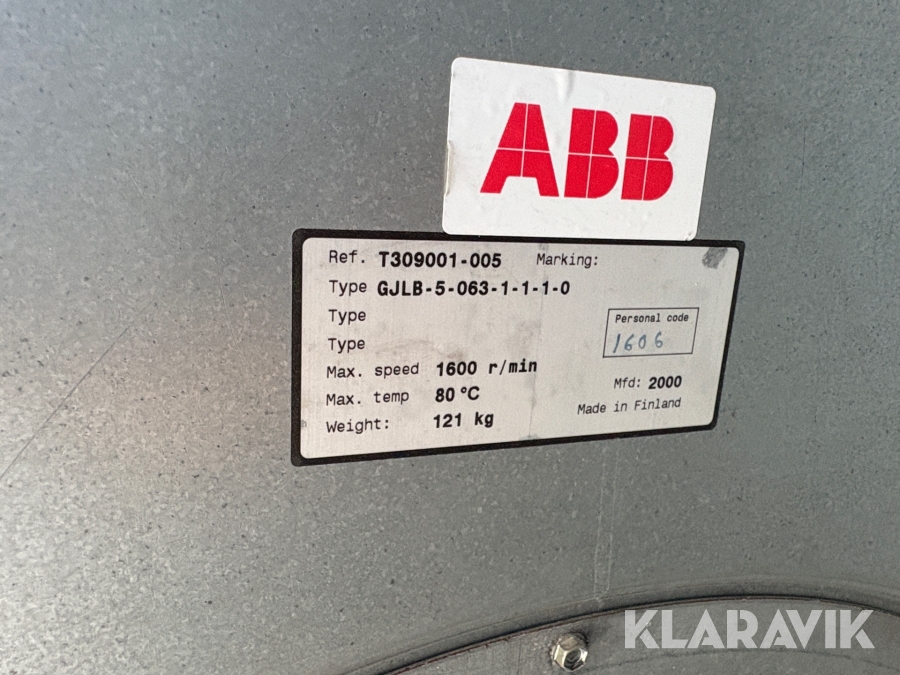 ABB
Ref. T309001-005 Marking:
Type GJLB-5-063-1-1-1-0
Type
Type
Personal code
1606
Max. speed 1600 r/min
Max. temp 80 °C
Weight: 121 kg
Mfd: 2000
Made in Finland
KLARAVIK